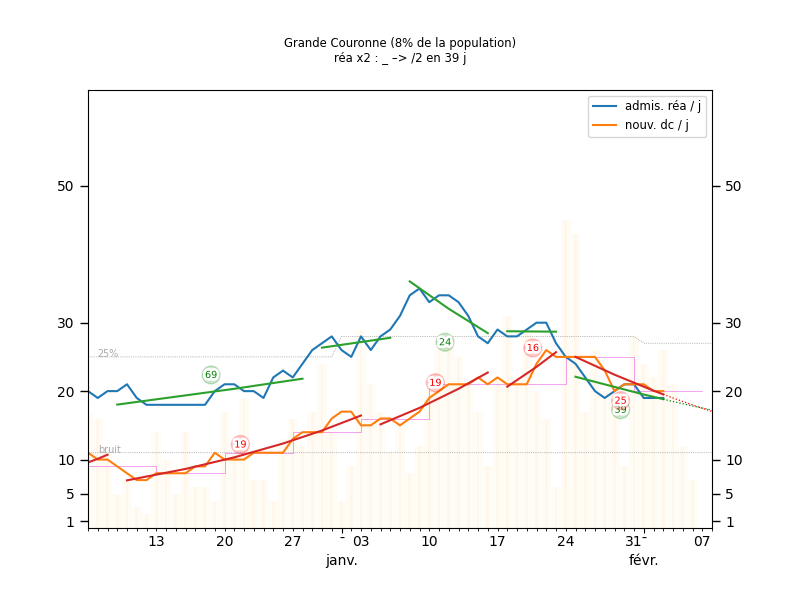 Grande Couronne (8% de la population)
réa x2 : _ –> /2 en 39 j
admis. réa / j
nouv. dc / j
50 50
30 30
25%
24
16
69
19
20 20
25
39
19
bruit
10 10
5 5
1 1
13 20 27 - 03 10 17 24 31 - 07
janv. févr.